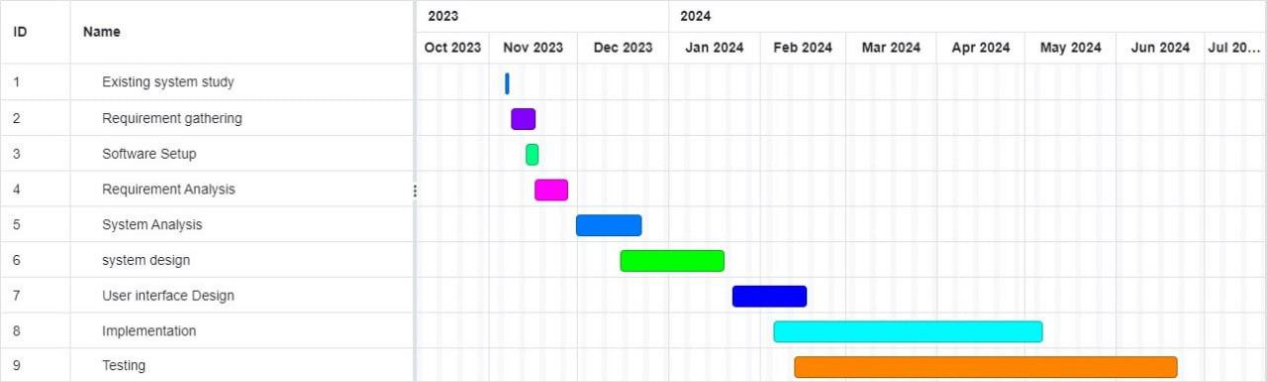 2023 2024
ID Name
Oct 2023 Nov 2023 Dec 2023 Jan 2024 Feb 2024 Mar 2024 Apr 2024 May 2024 Jun 2024 Jul 20...
1 Existing system study
2 Requirement gathering
3 Software Setup
4 Requirement Analysis
5 System Analysis
6 system design
7 User interface Design
8 Implementation
9 Testing